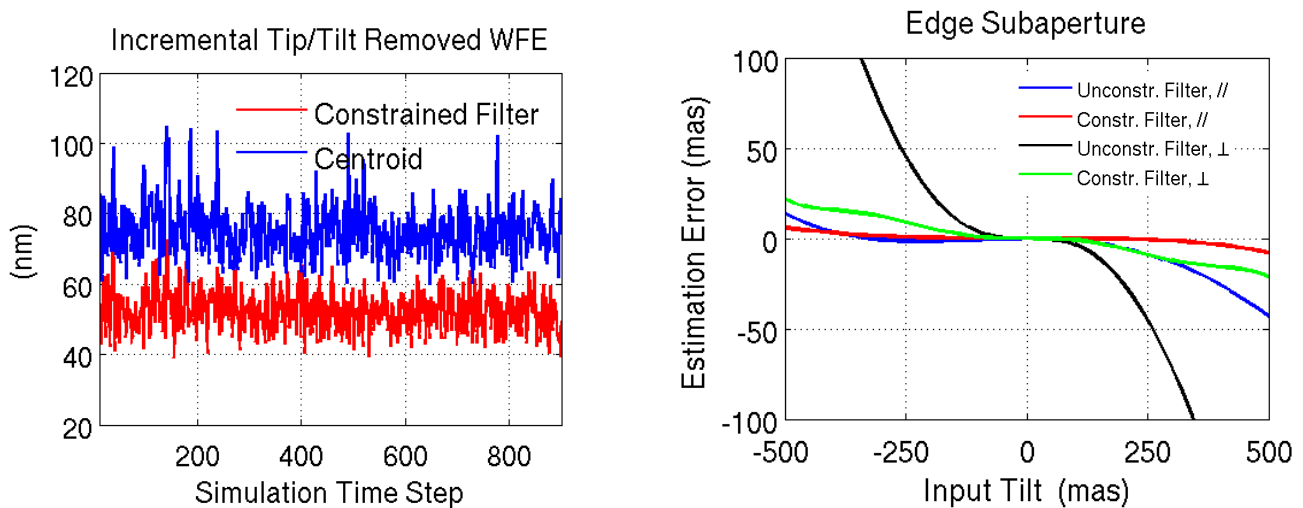 Incremental Tip/Tilt Removed WFE
120
100
80
60
40
20
(nm)
Constrained Filter
Centroid
200
400
600
800
Simulation Time Step
Edge Subaperture
100
50
0
-50
-100
Estimation Error (mas)
Unconstr. Filter, //
Constr. Filter, //
Unconstr. Filter, ⊥
Constr. Filter, ⊥
-500
-250
0
250
500
Input Tilt (mas)